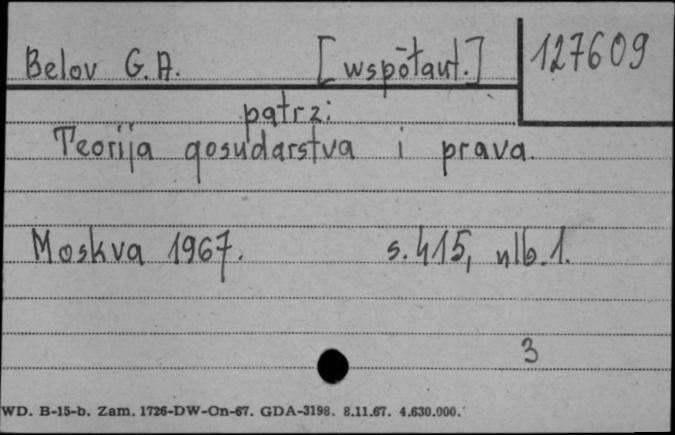 Belov G.A. [współaut.] 127609
patrz:
Teorija gosudarstva i prava.
Moskva 1967. s. 415, nlb. 1.
3
WD. B-15-b. Zam. 1726-DW-On-67. GDA-3198. 8.11.67. 4.630.000.